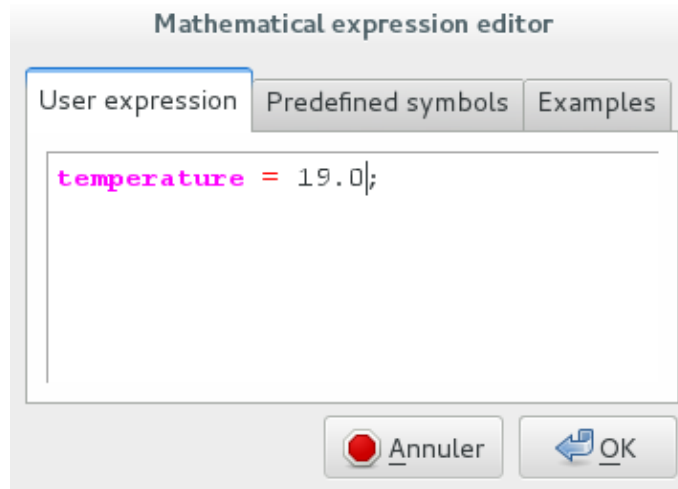 Mathematical expression editor
User expression Predefined symbols Examples
temperature = 19.0;
Annuler OK